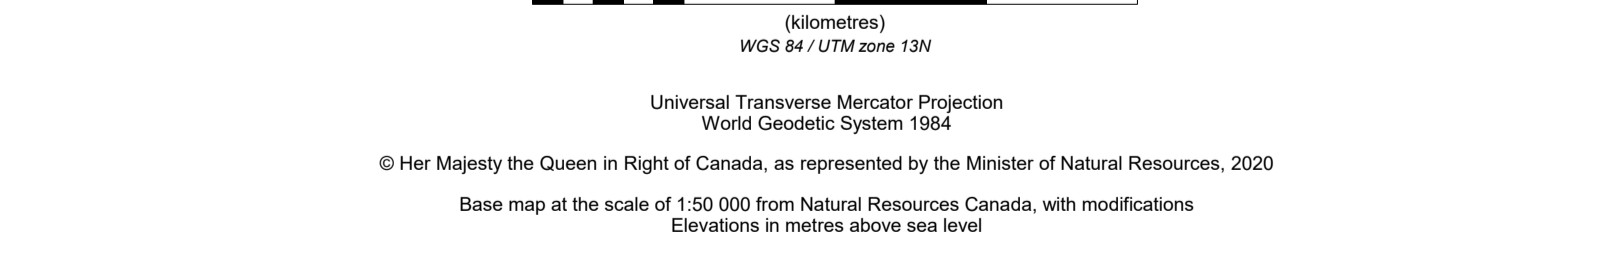 (kilometres)
WGS 84 / UTM zone 13N
Universal Transverse Mercator Projection
World Geodetic System 1984
© Her Majesty the Queen in Right of Canada, as represented by the Minister of Natural Resources, 2020
Base map at the scale of 1:50 000 from Natural Resources Canada, with modifications
Elevations in metres above sea level